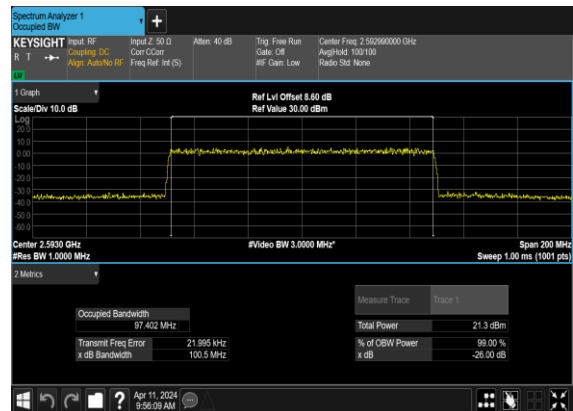 Spectrum Analyzer 1
Occupied BW
KEYSIGHT Input: RF Input Z: 50 Ω Atten: 40 dB Trig: Free Run Center Freq: 2.592990000 GHz
R T Coupling: DC Corr CCorr Gate: Off Avg|Hold: 100/100
Align: Auto/No RF Freq Ref: Int (S) #IF Gain: Low Radio Std: None
LW
1 Graph
Ref Lvl Offset 8.60 dB
Scale/Div 10.0 dB Ref Value 30.00 dBm
Log
20.0
10.0
0.00
-10.0
-20.0
-30.0
-40.0
-50.0
-60.0
Center 2.5930 GHz #Video BW 3.0000 MHz* Span 200 MHz
#Res BW 1.0000 MHz Sweep 1.00 ms (1001 pts)
2 Metrics
Measure Trace Trace 1
Occupied Bandwidth
97.402 MHz Total Power 21.3 dBm
Transmit Freq Error 21.995 kHz % of OBW Power 99.00 %
x dB Bandwidth 100.5 MHz x dB -26.00 dB
Apr 11, 2024
9:56:09 AM